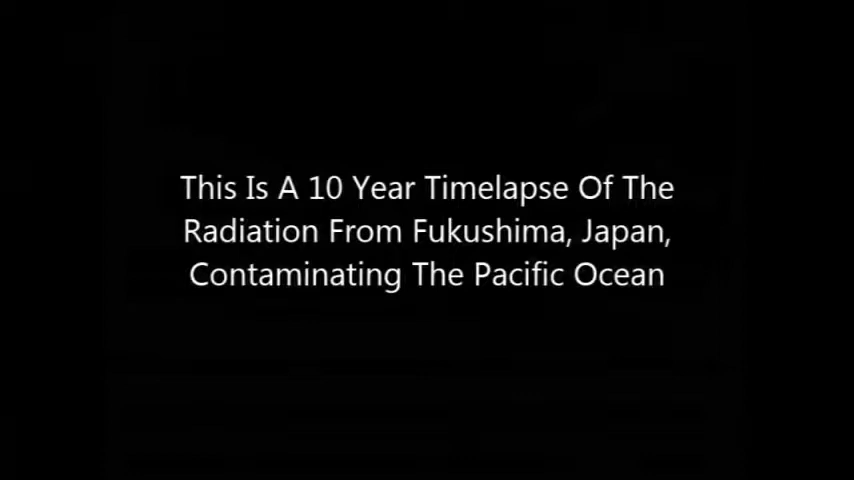 This Is A 10 Year Timelapse Of The
Radiation From Fukushima, Japan,
Contaminating The Pacific Ocean